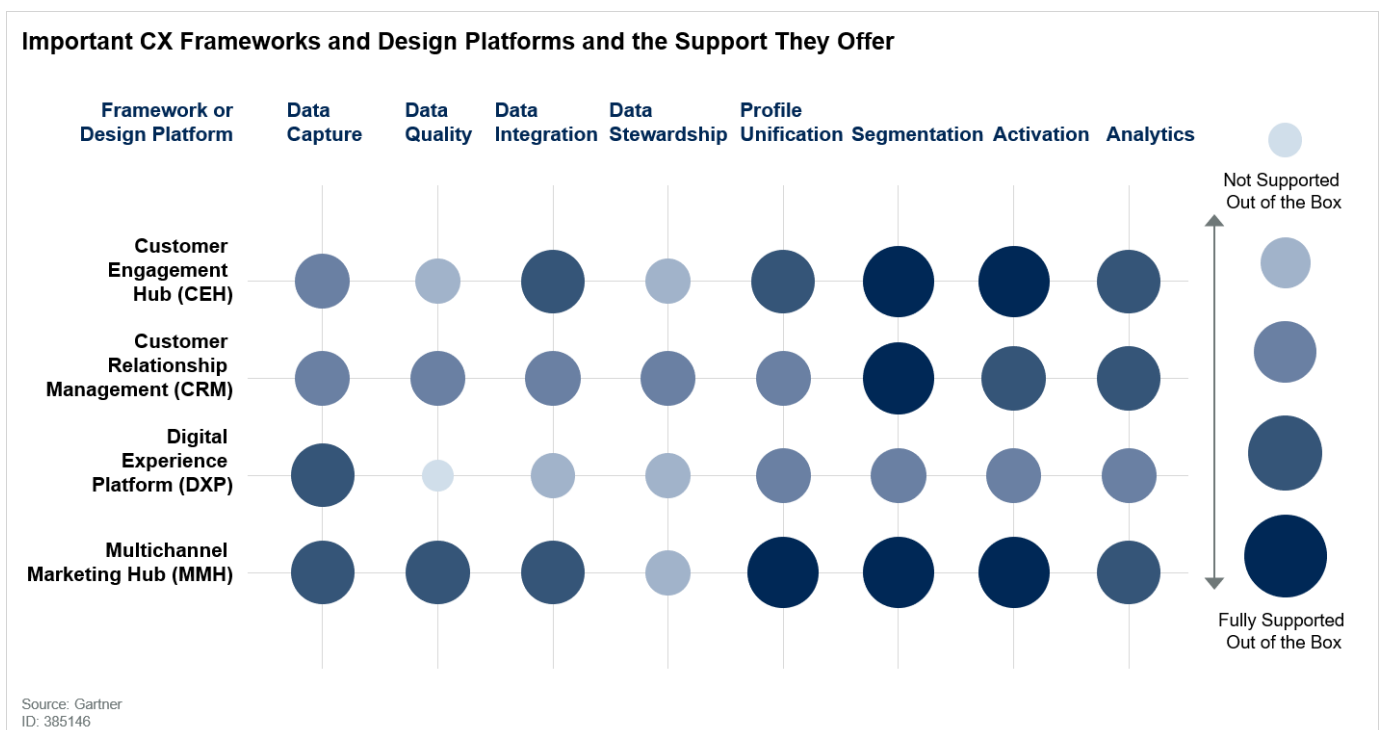 Important CX Frameworks and Design Platforms and the Support They Offer
Framework or
Design Platform
Data
Capture
Data
Quality
Data
Integration
Data
Stewardship
Profile
Unification
Segmentation
Activation
Analytics
Not Supported
Out of the Box
Customer
Engagement
Hub (CEH)
Customer
Relationship
Management (CRM)
Digital
Experience
Platform (DXP)
Multichannel
Marketing Hub (MMH)
Fully Supported
Out of the Box
Source: Gartner
ID: 385146